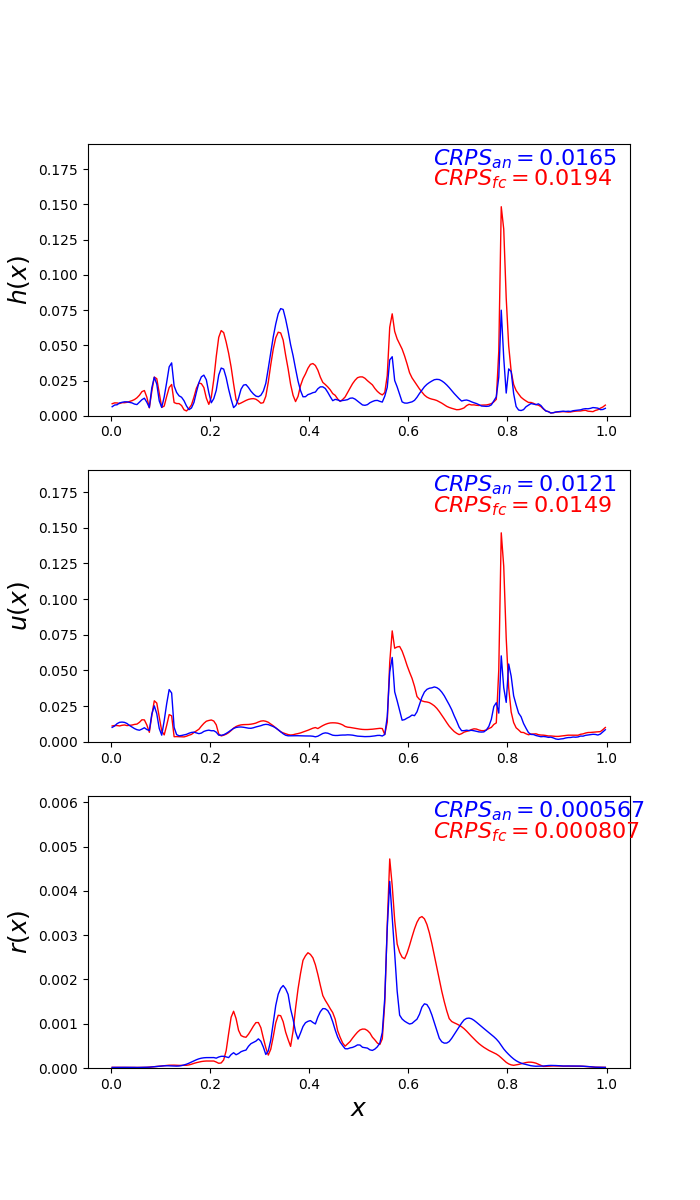 CRPS_an = 0.0165
CRPS_fc = 0.0194
0.175
0.150
0.125
0.100
0.075
0.050
0.025
0.000
h(x)
0.0 0.2 0.4 0.6 0.8 1.0
CRPS_an = 0.0121
CRPS_fc = 0.0149
0.175
0.150
0.125
0.100
0.075
0.050
0.025
0.000
u(x)
0.0 0.2 0.4 0.6 0.8 1.0
CRPS_an = 0.000567
CRPS_fc = 0.000807
0.006
0.005
0.004
0.003
0.002
0.001
0.000
r(x)
0.0 0.2 0.4 0.6 0.8 1.0
x